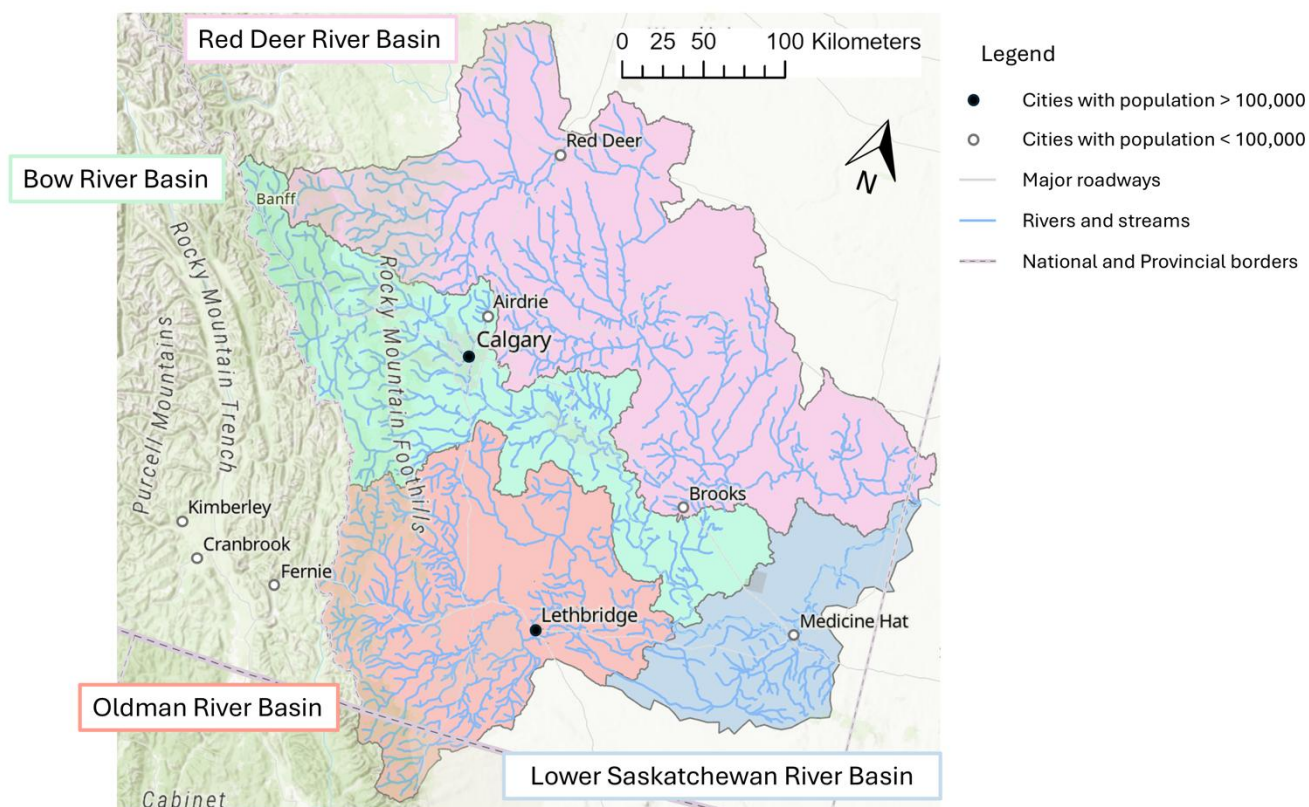 Red Deer River Basin
0 25 50 100 Kilometers
Legend
Cities with population > 100,000
Cities with population < 100,000
Major roadways
Rivers and streams
National and Provincial borders
N
Red Deer
Bow River Basin
Banff
Rocky Mountain Trench
Rocky Mountain Foothills
Purcell Mountains
Airdrie
Calgary
Brooks
Kimberley
Cranbrook
Fernie
Lethbridge
Medicine Hat
Oldman River Basin
Lower Saskatchewan River Basin
Cabinet